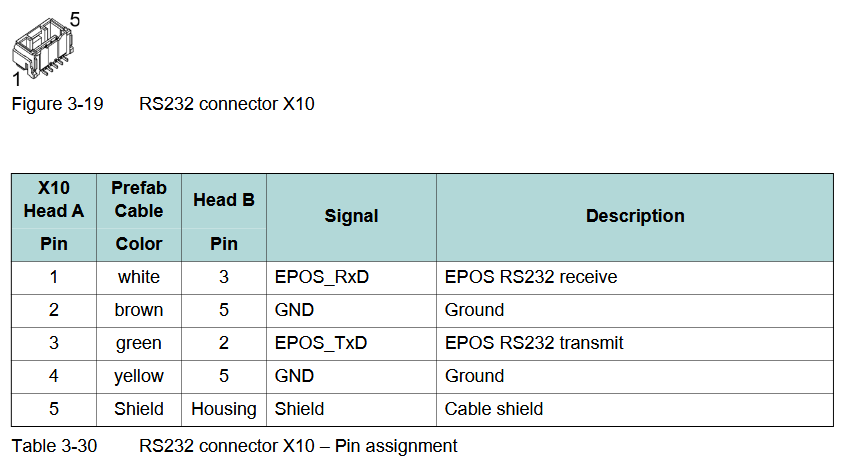 5
1
Figure 3-19 RS232 connector X10
X10 Head A Prefab Cable Head B Signal Description
Pin Color Pin
1 white 3 EPOS_RxD EPOS RS232 receive
2 brown 5 GND Ground
3 green 2 EPOS_TxD EPOS RS232 transmit
4 yellow 5 GND Ground
5 Shield Housing Shield Cable shield
Table 3-30 RS232 connector X10 – Pin assignment